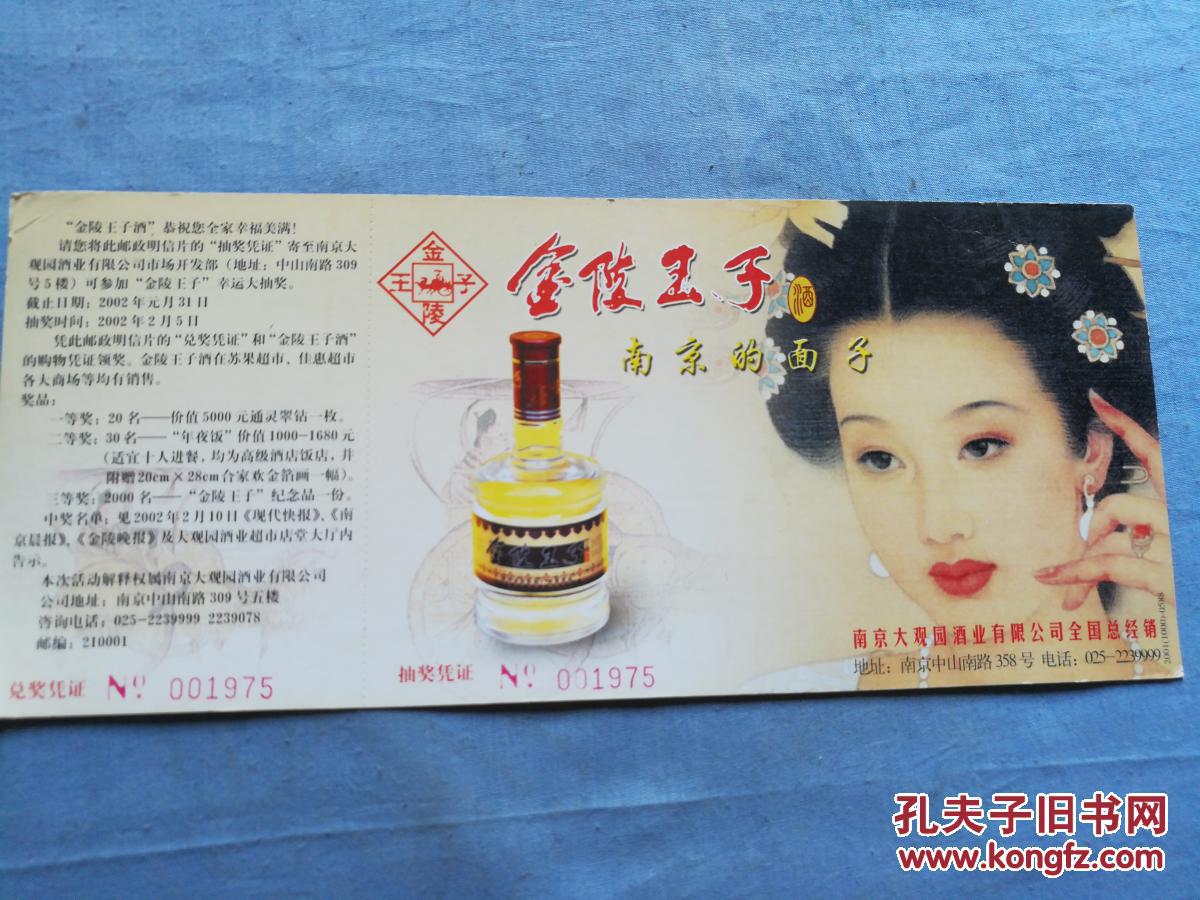 “金陵王子酒”恭祝您全家幸福美满！
请您将此邮政明信片的“抽奖凭证”寄至南京大
观园酒业有限公司市场开发部（地址：中山南路309
号5楼）可参加“金陵王子”幸运大抽奖。
截止日期：2002年元月31日
抽奖时间：2002年2月5日
凭此邮政明信片的“兑奖凭证”和“金陵王子酒”
的购物凭证领奖。金陵王子酒在苏果超市、佳惠超市
各大商场等均有销售。
奖品：
一等奖：20名——价值5000元通灵翠钻一枚。
二等奖：30名——“年夜饭”价值1000-1680元
（适宜十人进餐，均为高级酒店饭店，并
附赠20cm×28cm合家欢金箔画一幅）。
三等奖：2000名——“金陵王子”纪念品一份。
中奖名单：见2002年2月10日《现代快报》、《南
京晨报》、《金陵晚报》及大观园酒业超市店堂大厅内
告示。
本次活动解释权属南京大观园酒业有限公司
公司地址：南京中山南路309号五楼
咨询电话：025-2239999 2239078
邮编：210001
兑奖凭证 № 001975
金
王 子
陵
金陵王子 酒
南京的面子
金陵王子
抽奖凭证 № 001975
南京大观园酒业有限公司全国总经销
地址：南京中山南路358号 电话：025-2239999
2001(1000)-0588
孔夫子旧书网
www.kongfz.com